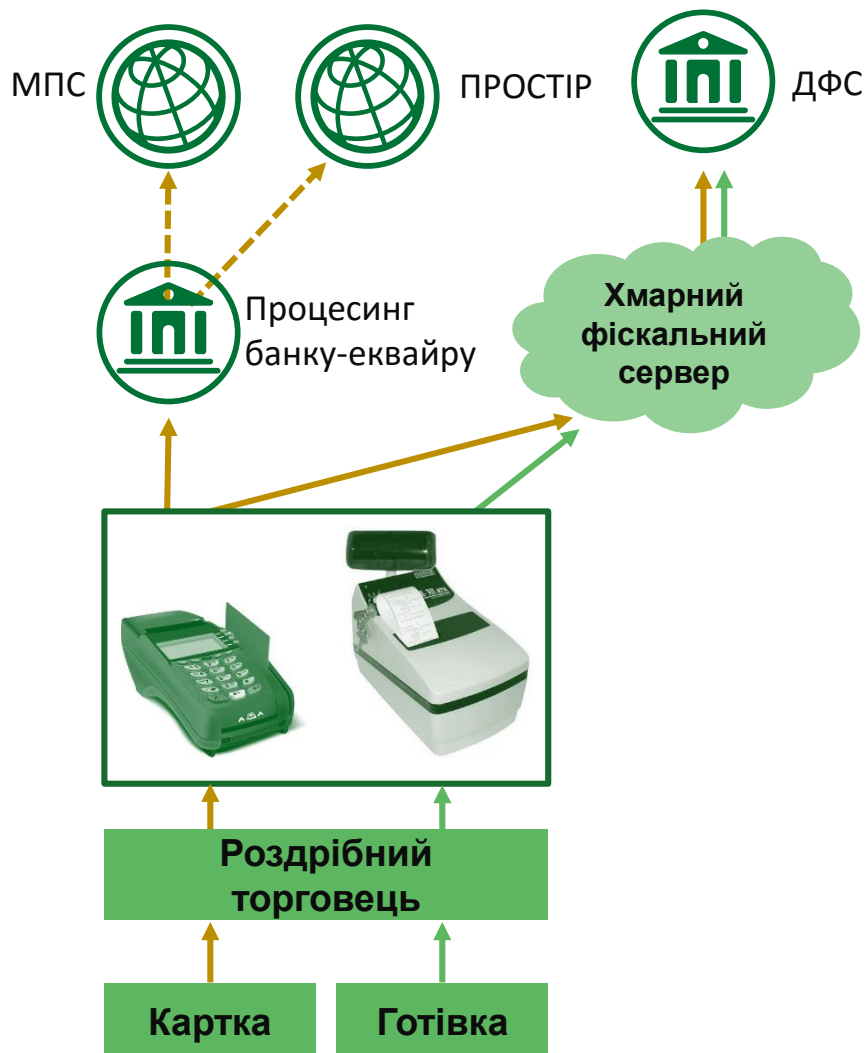 МПС
ПРОСТІР
ДФС
Процесинг
банку-еквайру
Хмарний
фіскальний
сервер
Роздрібний
торговець
Картка
Готівка